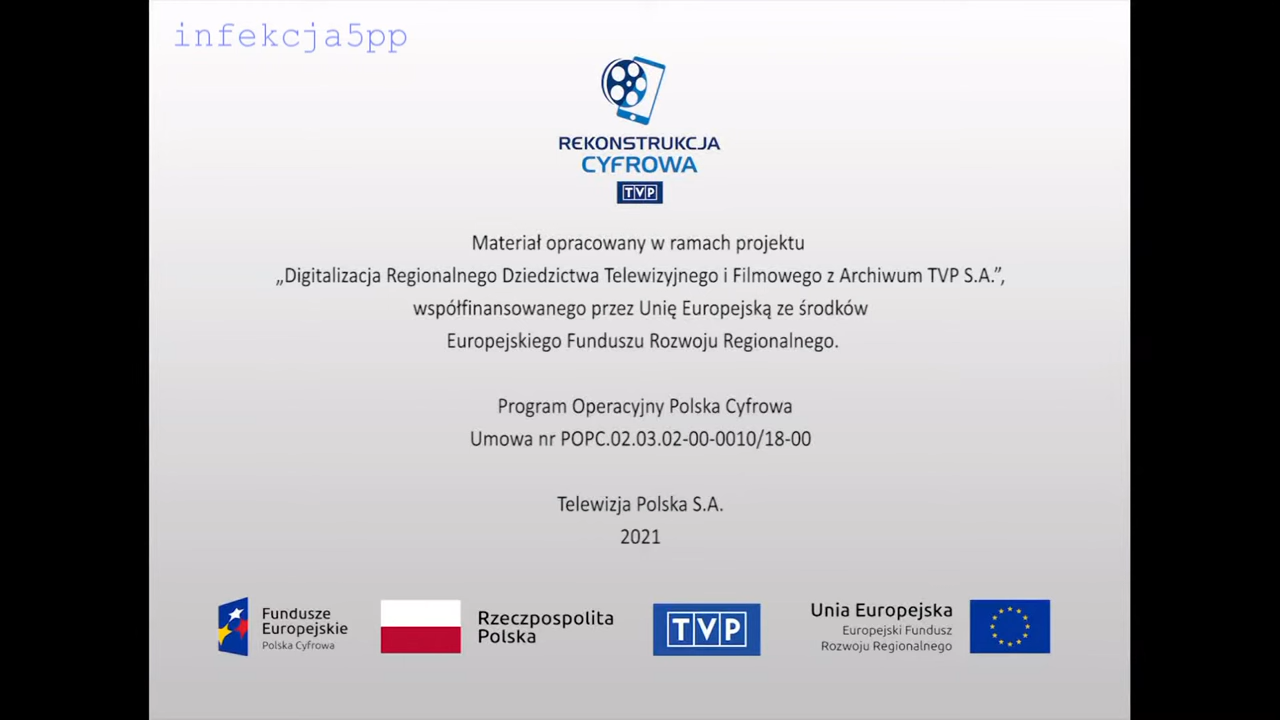 infekcja5pp
REKONSTRUKCJA
CYFROWA
TVP
Materiał opracowany w ramach projektu
„Digitalizacja Regionalnego Dziedzictwa Telewizyjnego i Filmowego z Archiwum TVP S.A.”,
współfinansowanego przez Unię Europejską ze środków
Europejskiego Funduszu Rozwoju Regionalnego.
Program Operacyjny Polska Cyfrowa
Umowa nr POPC.02.03.02-00-0010/18-00
Telewizja Polska S.A.
2021
Fundusze
Europejskie
Polska Cyfrowa
Rzeczpospolita
Polska
TVP
Unia Europejska
Europejski Fundusz
Rozwoju Regionalnego